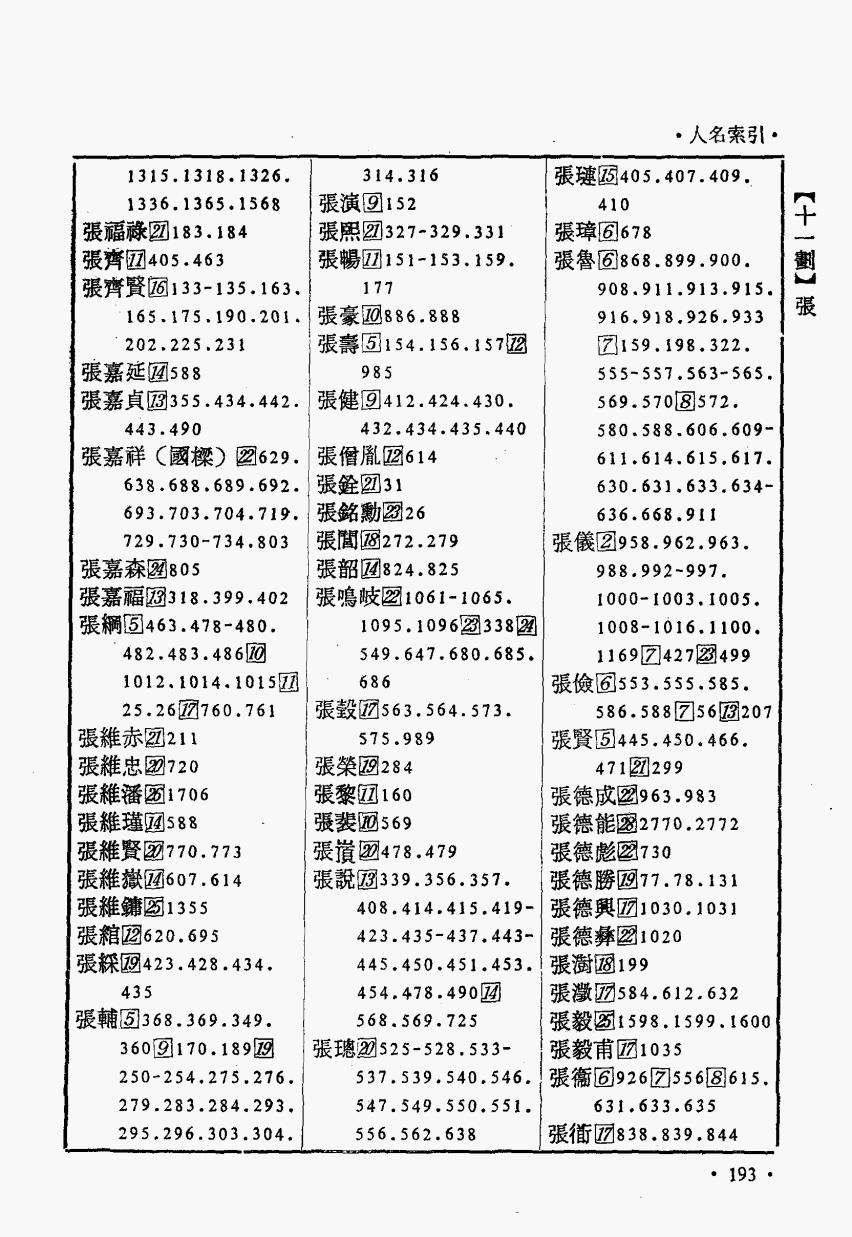 ·人名索引·
【十一劃】張
1315.1318.1326.
1336.1365.1568
張福祿[21]183.184
張齊[11]405.463
張齊賢[16]133-135.163.
165.175.190.201.
202.225.231
張嘉延[14]588
張嘉貞[13]355.434.442.
443.490
張嘉祥(國樑)[22]629.
638.688.689.692.
693.703.704.719.
729.730-734.803
張嘉森[24]805
張嘉福[13]318.399.402
張綱[5]463.478-480.
482.483.486[10]
1012.1014.1015[11]
25.26[17]760.761
張維赤[21]211
張維忠[20]720
張維潘[26]1706
張維瑾[14]588
張維賢[20]770.773
張維嶽[14]607.614
張維鏞[25]1355
張綰[12]620.695
張綵[19]423.428.434.
435
張輔[5]368.369.349.
360[9]170.189[19]
250-254.275.276.
279.283.284.293.
295.296.303.304.
314.316
張演[9]152
張熙[21]327-329.331
張暢[11]151-153.159.
177
張豪[10]886.888
張壽[5]154.156.157[12]
985
張健[9]412.424.430.
432.434.435.440
張僧胤[12]614
張銓[21]31
張銘勳[23]26
張閶[18]272.279
張韶[14]824.825
張鳴岐[22]1061-1065.
1095.1096[23]338[24]
549.647.680.685.
686
張瑴[17]563.564.573.
575.989
張榮[19]284
張黎[11]160
張裴[10]569
張嵿[20]478.479
張說[13]339.356.357.
408.414.415.419-
423.435-437.443-
445.450.451.453.
454.478.490[14]
568.569.725
張璁[20]525-528.533-
537.539.540.546.
547.549.550.551.
556.562.638
張璉[15]405.407.409.
410
張璋[6]678
張魯[6]868.899.900.
908.911.913.915.
916.918.926.933
[7]159.198.322.
555-557.563-565.
569.570[8]572.
580.588.606.609-
611.614.615.617.
630.631.633.634-
636.668.911
張儀[2]958.962.963.
988.992-997.
1000-1003.1005.
1008-1016.1100.
1169[7]427[23]499
張儉[6]553.555.585.
586.588[7]56[13]207
張賢[5]445.450.466.
471[21]299
張德成[22]963.983
張德能[28]2770.2772
張德彪[22]730
張德勝[19]77.78.131
張德興[17]1030.1031
張德彝[22]1020
張澍[18]199
張澂[17]584.612.632
張毅[25]1598.1599.1600
張毅甫[17]1035
張衞[6]926[7]556[8]615.
631.633.635
張衜[17]838.839.844
·193·